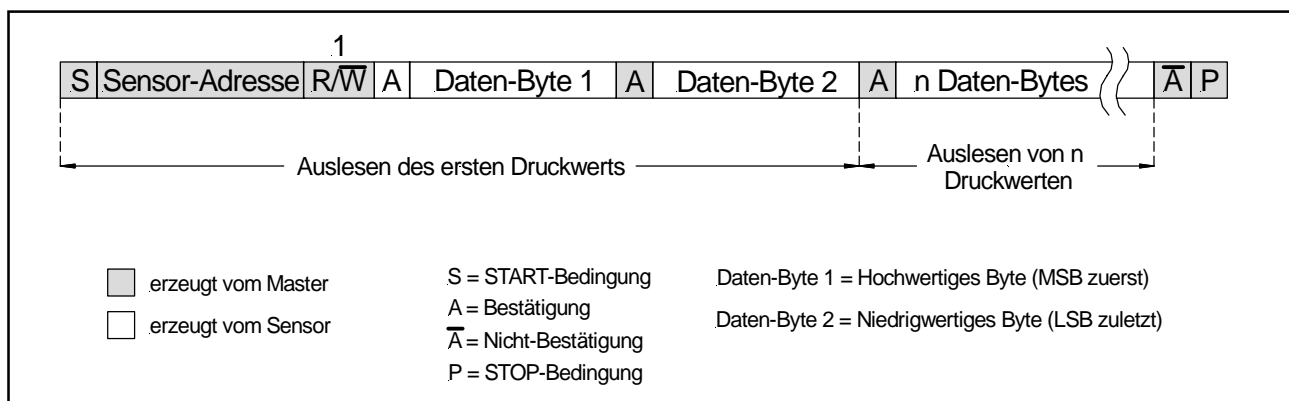 1
S Sensor-Adresse R/W̅ A Daten-Byte 1 A Daten-Byte 2 A n Daten-Bytes A̅ P
Auslesen des ersten Druckwerts
Auslesen von n
Druckwerten
erzeugt vom Master
erzeugt vom Sensor
S = START-Bedingung
A = Bestätigung
A̅ = Nicht-Bestätigung
P = STOP-Bedingung
Daten-Byte 1 = Hochwertiges Byte (MSB zuerst)
Daten-Byte 2 = Niedrigwertiges Byte (LSB zuletzt)